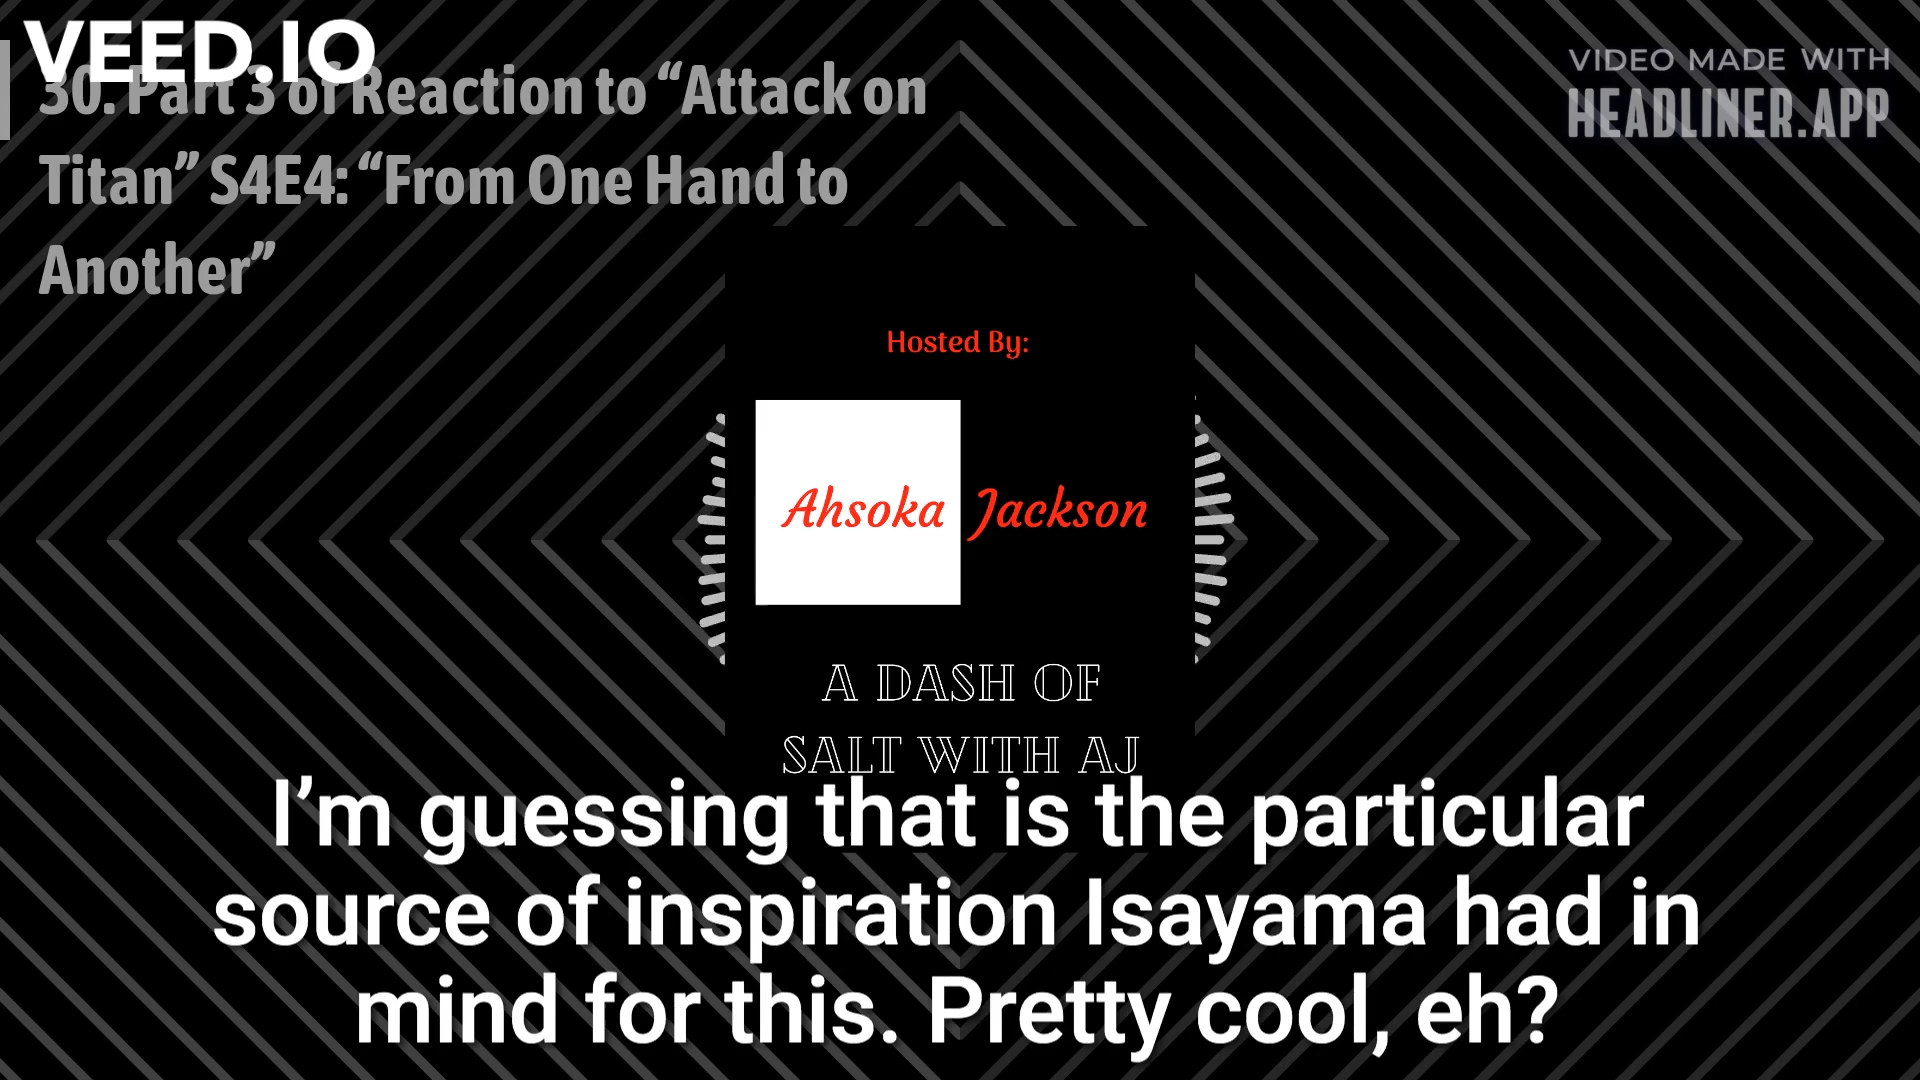 VEED.IO
30. Part 3 of Reaction to “Attack on
Titan” S4E4: “From One Hand to
Another”
VIDEO MADE WITH
HEADLINER.APP
Hosted By:
Ahsoka Jackson
A DASH OF
SALT WITH AJ
I’m guessing that is the particular
source of inspiration Isayama had in
mind for this. Pretty cool, eh?